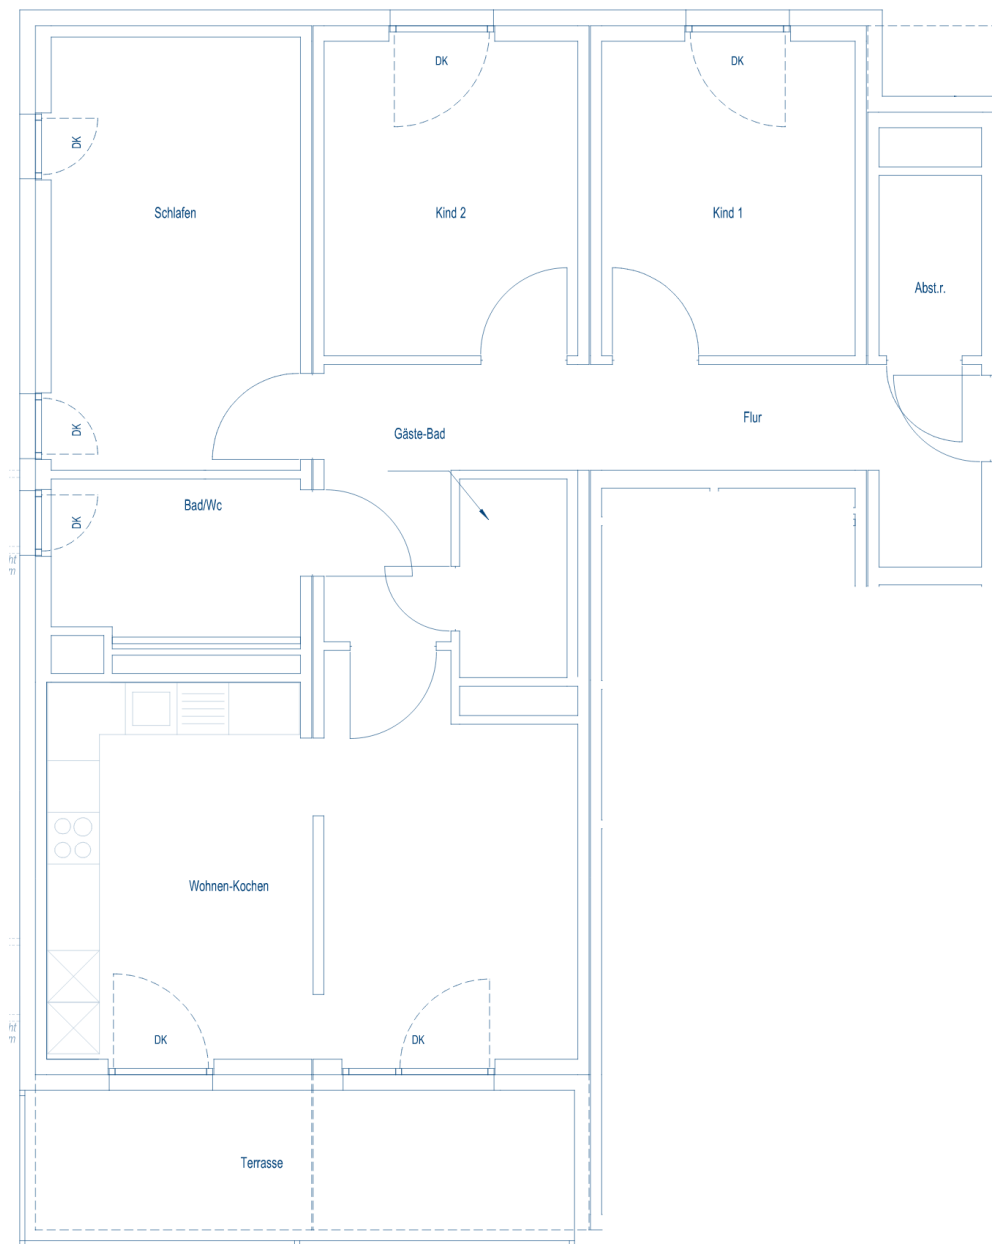 DK
DK
DK
Schlafen
Kind 2
Kind 1
Abst.r.
Flur
DK
Gäste-Bad
Bad/Wc
DK
Wohnen-Kochen
DK
DK
Terrasse